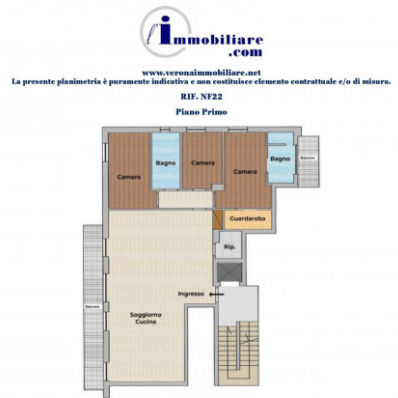 l'immobiliare
.com
www.veronaimmobiliare.net
La presente planimetria è puramente indicativa e non costituisce elemento contrattuale e/o di misura.
RIF. NF22
Piano Primo
Bagno
Camera
Camera
Bagno
Camera
Balcone
Guardaroba
Rip.
Ingresso
Balcone
Soggiorno
Cucina